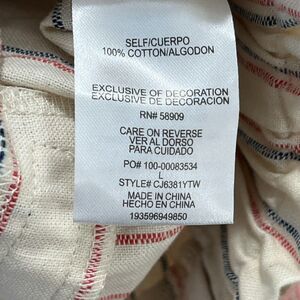 SELF/CUERPO
100% COTTON/ALGODON
EXCLUSIVE OF DECORATION
EXCLUSIVE DE DECORACION
RN# 58909
CARE ON REVERSE
VER AL DORSO
PARA CUIDADO
PO# 100-00083534
L
STYLE# CJ6381YTW
MADE IN CHINA
HECHO EN CHINA
193596949850